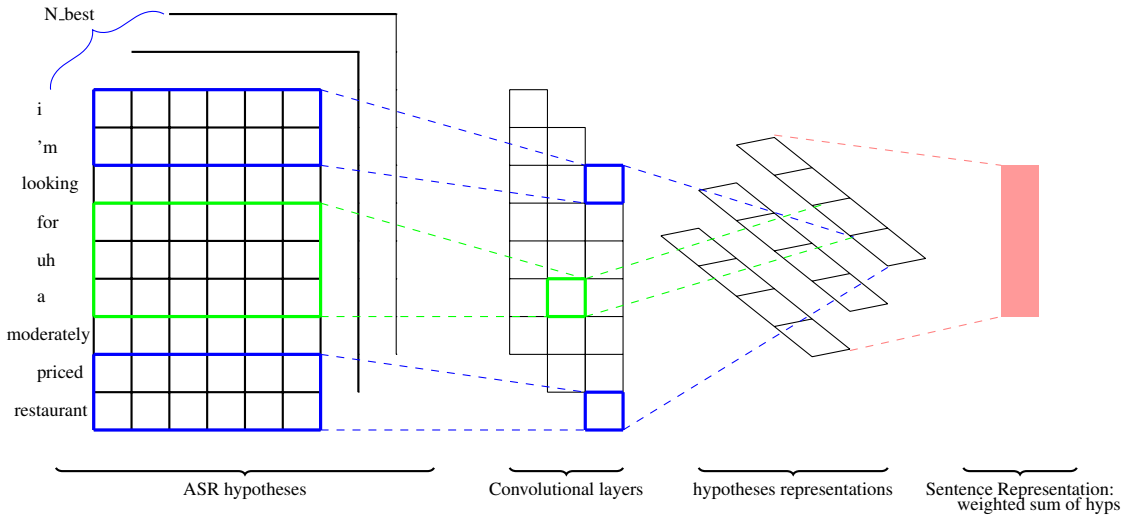 N_best
i
'm
looking
for
uh
a
moderately
priced
restaurant
ASR hypotheses
Convolutional layers
hypotheses representations
Sentence Representation:
weighted sum of hyps